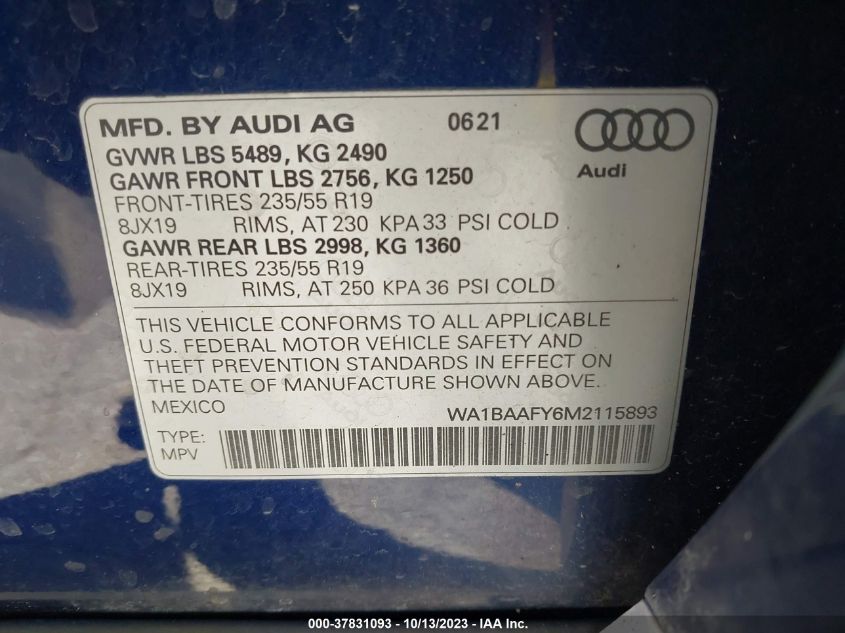 MFD. BY AUDI AG 0621
GVWR LBS 5489, KG 2490
GAWR FRONT LBS 2756, KG 1250
Audi
FRONT-TIRES 235/55 R19
8JX19 RIMS, AT 230 KPA 33 PSI COLD
GAWR REAR LBS 2998, KG 1360
REAR-TIRES 235/55 R19
8JX19 RIMS, AT 250 KPA 36 PSI COLD
THIS VEHICLE CONFORMS TO ALL APPLICABLE
U.S. FEDERAL MOTOR VEHICLE SAFETY AND
THEFT PREVENTION STANDARDS IN EFFECT ON
THE DATE OF MANUFACTURE SHOWN ABOVE.
MEXICO WA1BAAFY6M2115893
TYPE:
MPV
000-37831093 - 10/13/2023 - © IAA Inc.